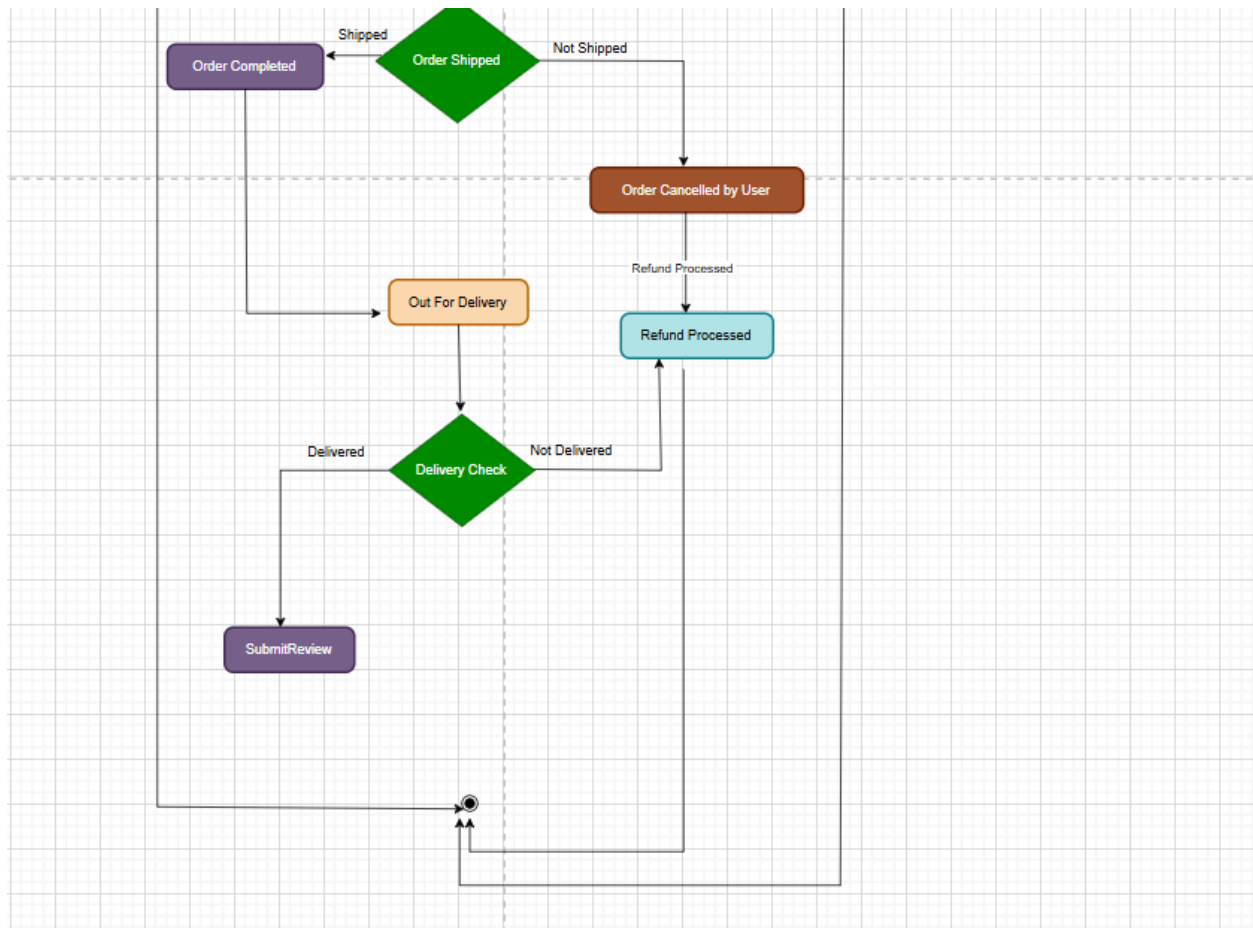 Shipped
Order Completed
Order Shipped
Not Shipped
Order Cancelled by User
Refund Processed
Out For Delivery
Refund Processed
Delivered
Delivery Check
Not Delivered
SubmitReview